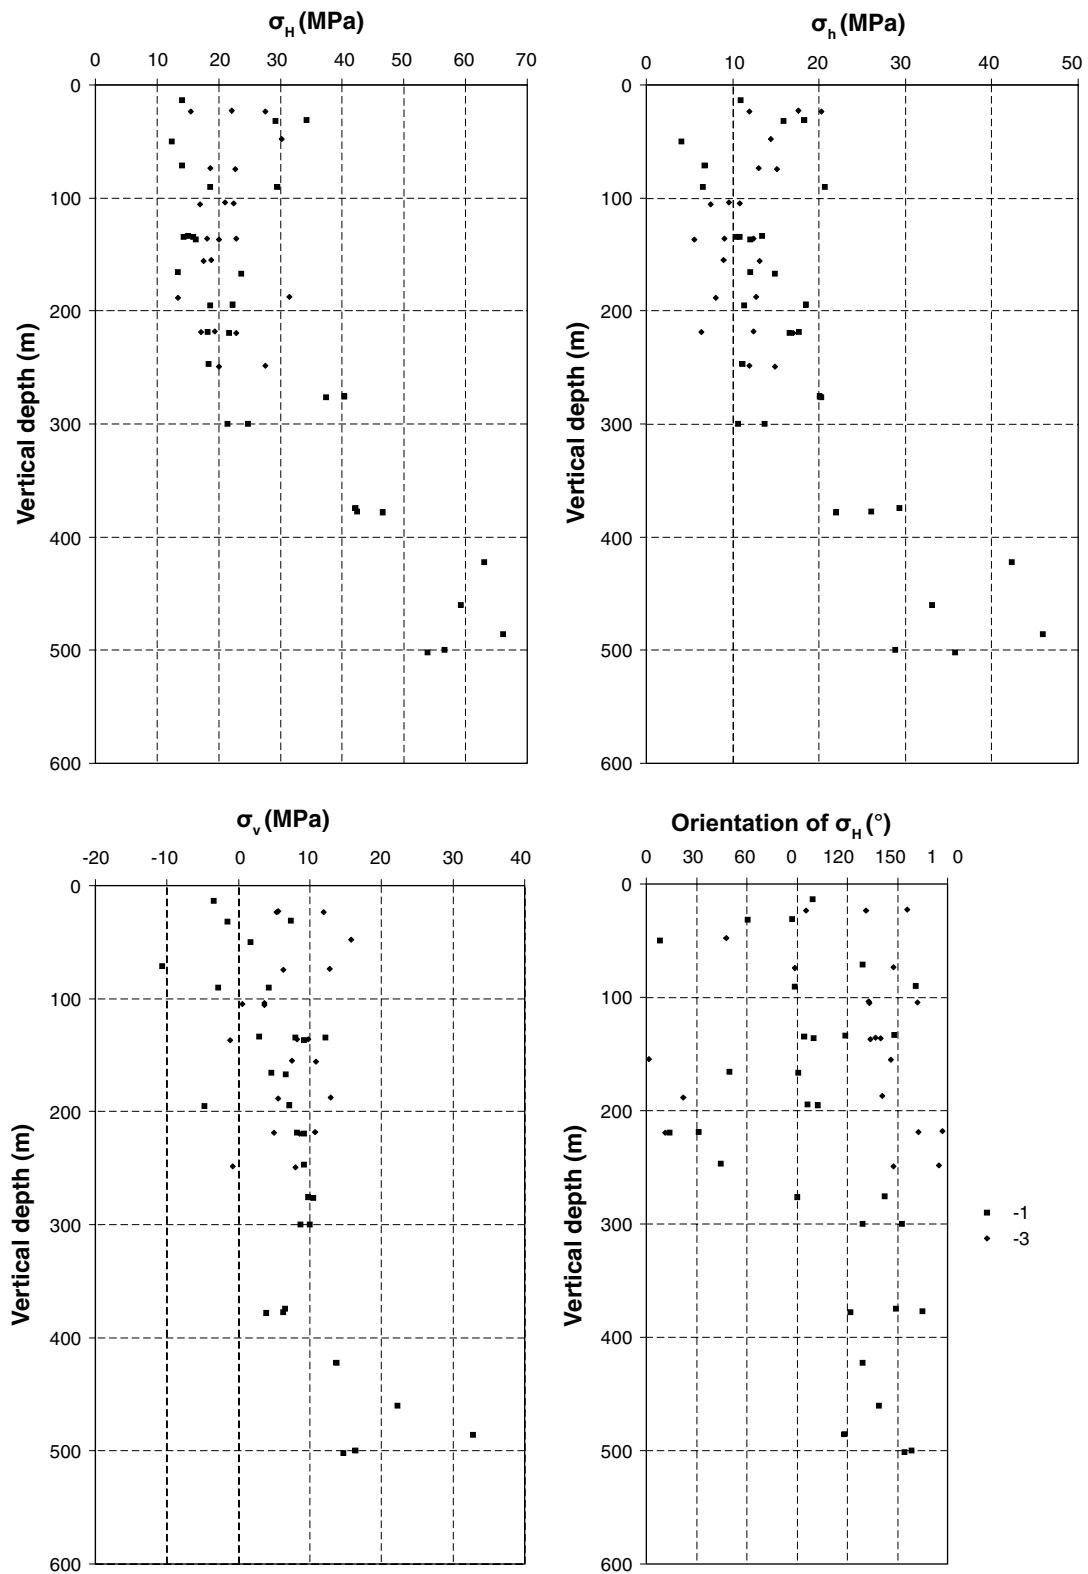 σH (MPa)
0 10 20 30 40 50 60 70
0
100
200
300
400
500
600
Vertical depth (m)
σh (MPa)
0 10 20 30 40 50
0
100
200
300
400
500
600
Vertical depth (m)
σv (MPa)
-20 -10 0 10 20 30 40
0
100
200
300
400
500
600
Vertical depth (m)
Orientation of σH (°)
0 30 60 0 120 150 1 0
0
100
200
300
400
500
600
Vertical depth (m)
-1
-3